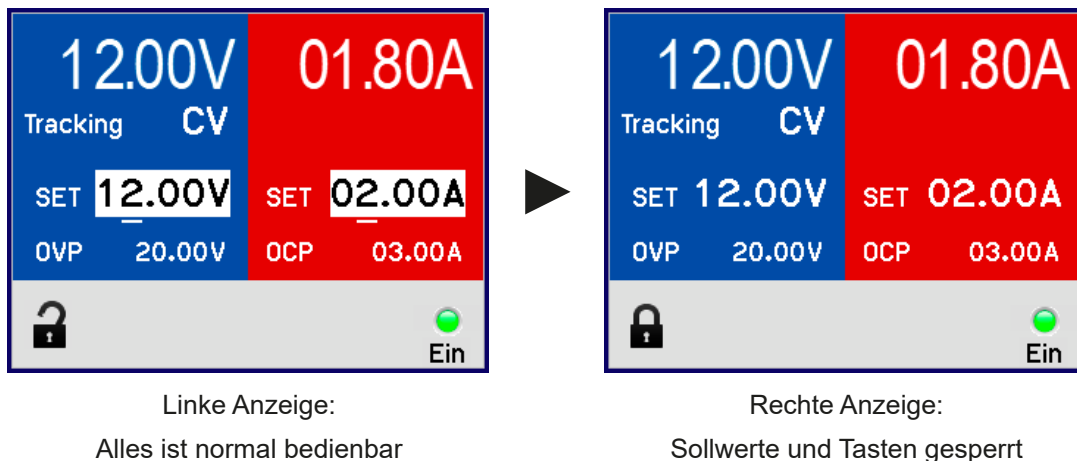 12.00V 01.80A
Tracking CV
SET 12.00V SET 02.00A
OVP 20.00V OCP 03.00A
Ein
Linke Anzeige:
Alles ist normal bedienbar
12.00V 01.80A
Tracking CV
SET 12.00V SET 02.00A
OVP 20.00V OCP 03.00A
Ein
Rechte Anzeige:
Sollwerte und Tasten gesperrt